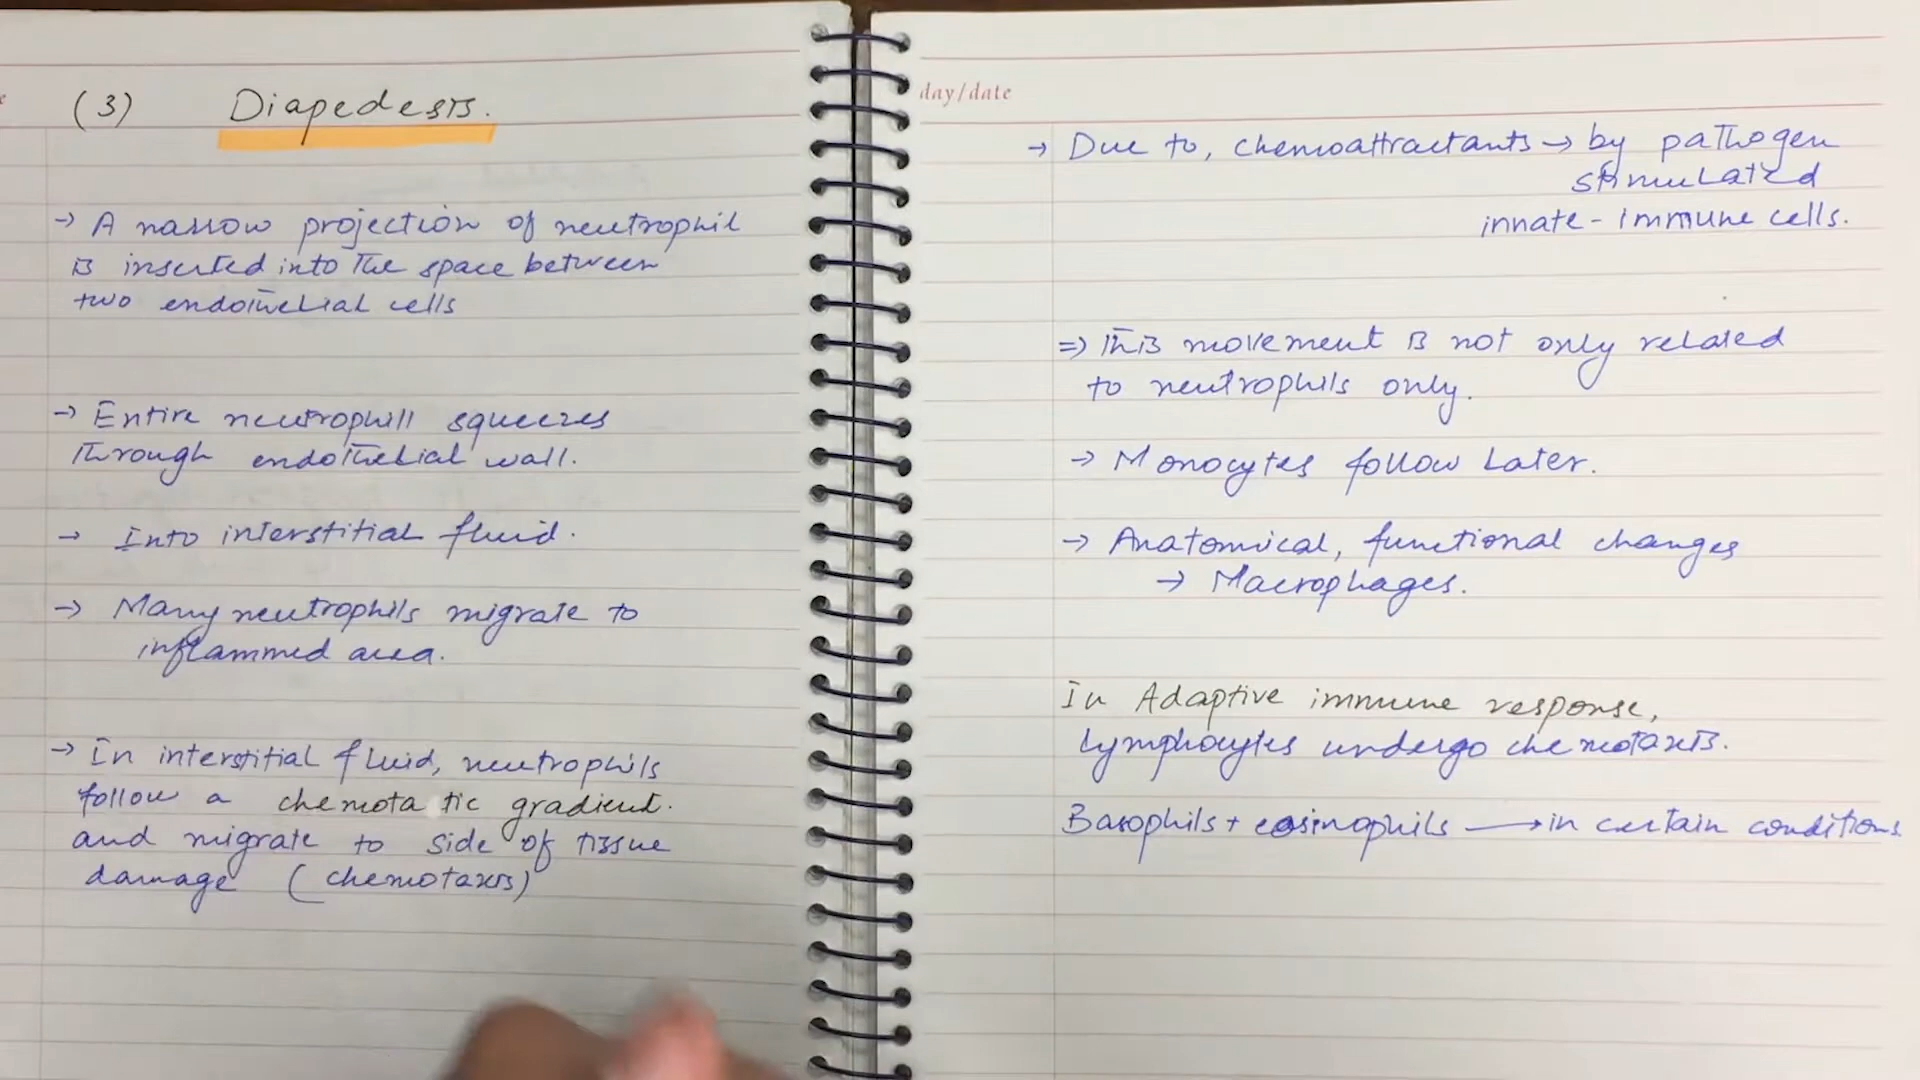 (3) Diapedesis.
→ A narrow projection of neutrophil
is inserted into the space between
two endothelial cells
→ Entire neutrophill squeezes
through endothelial wall.
→ Into interstitial fluid.
→ Many neutrophils migrate to
inflammed area.
→ In interstitial fluid, neutrophils
follow a chemota tic gradient.
and migrate to side of tissue
damage (chemotaxis)
day/date
→ Due to, chemoattractants → by pathogen
stimulated
innate - immune cells.
⇒ This movement is not only related
to neutrophils only.
→ Monocytes follow later.
→ Anatomical, functional changes
→ Macrophages.
In Adaptive immune response,
lymphocytes undergo chemotaxis.
Basophils + eosinophils → in certain conditions